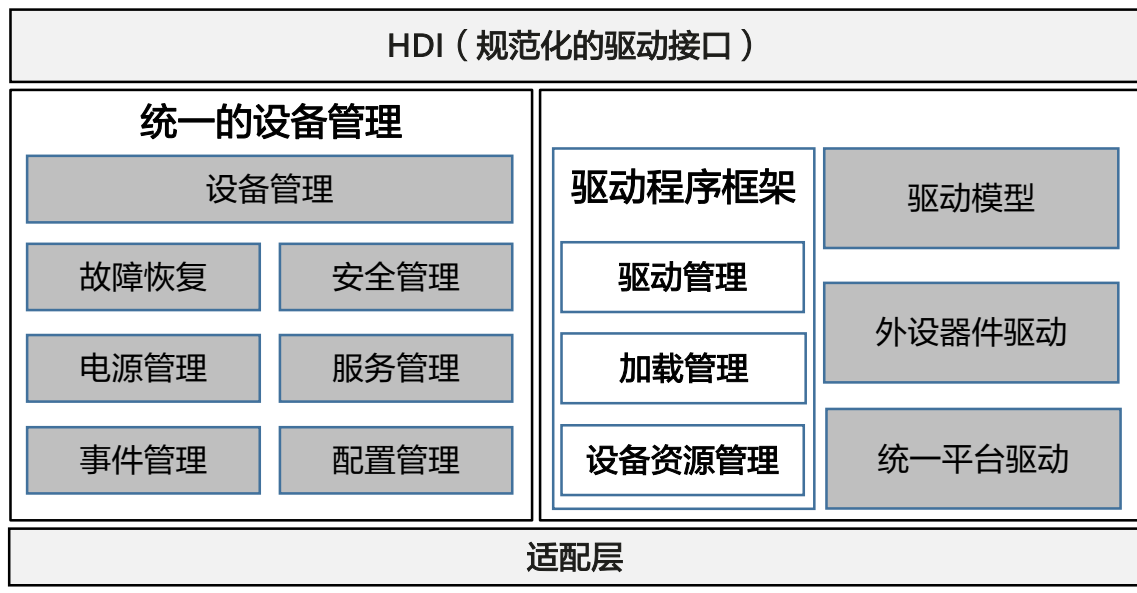 HDI（规范化的驱动接口）
统一的设备管理
设备管理
故障恢复
安全管理
电源管理
服务管理
事件管理
配置管理
驱动程序框架
驱动管理
加载管理
设备资源管理
驱动模型
外设器件驱动
统一平台驱动
适配层